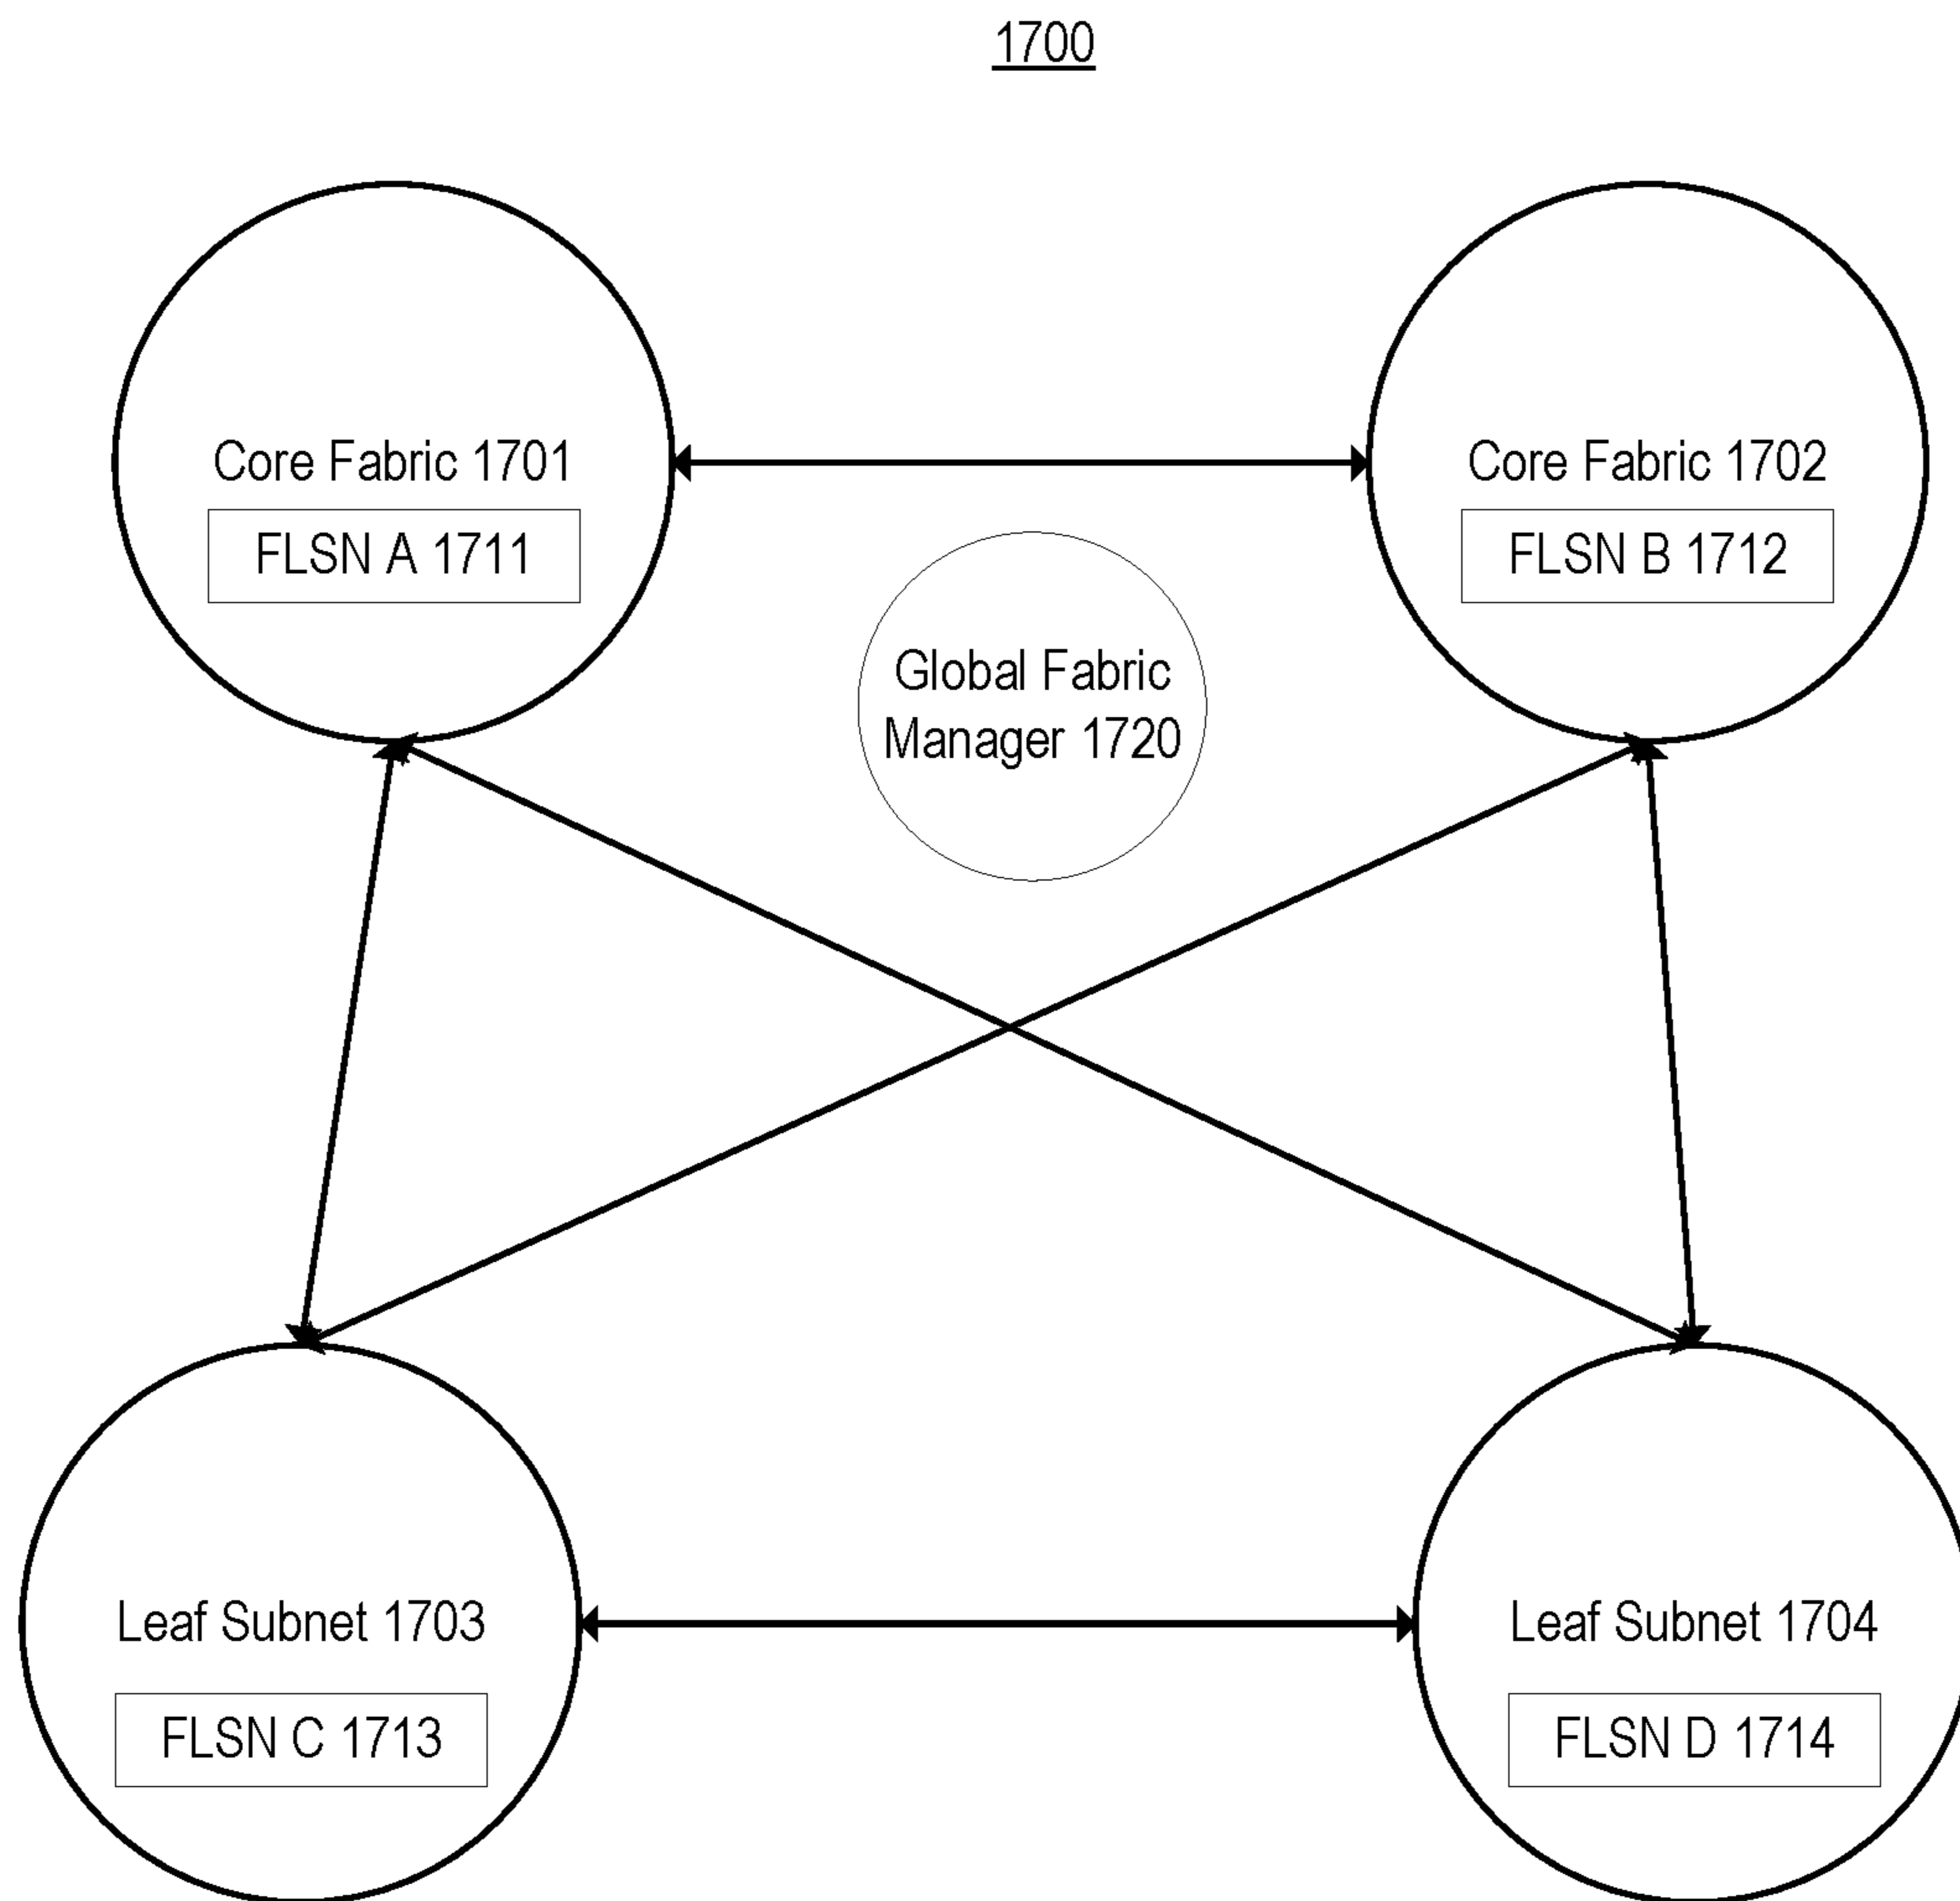 1700
Core Fabric 1701
FLSN A 1711
Core Fabric 1702
FLSN B 1712
Global Fabric
Manager 1720
Leaf Subnet 1703
FLSN C 1713
Leaf Subnet 1704
FLSN D 1714